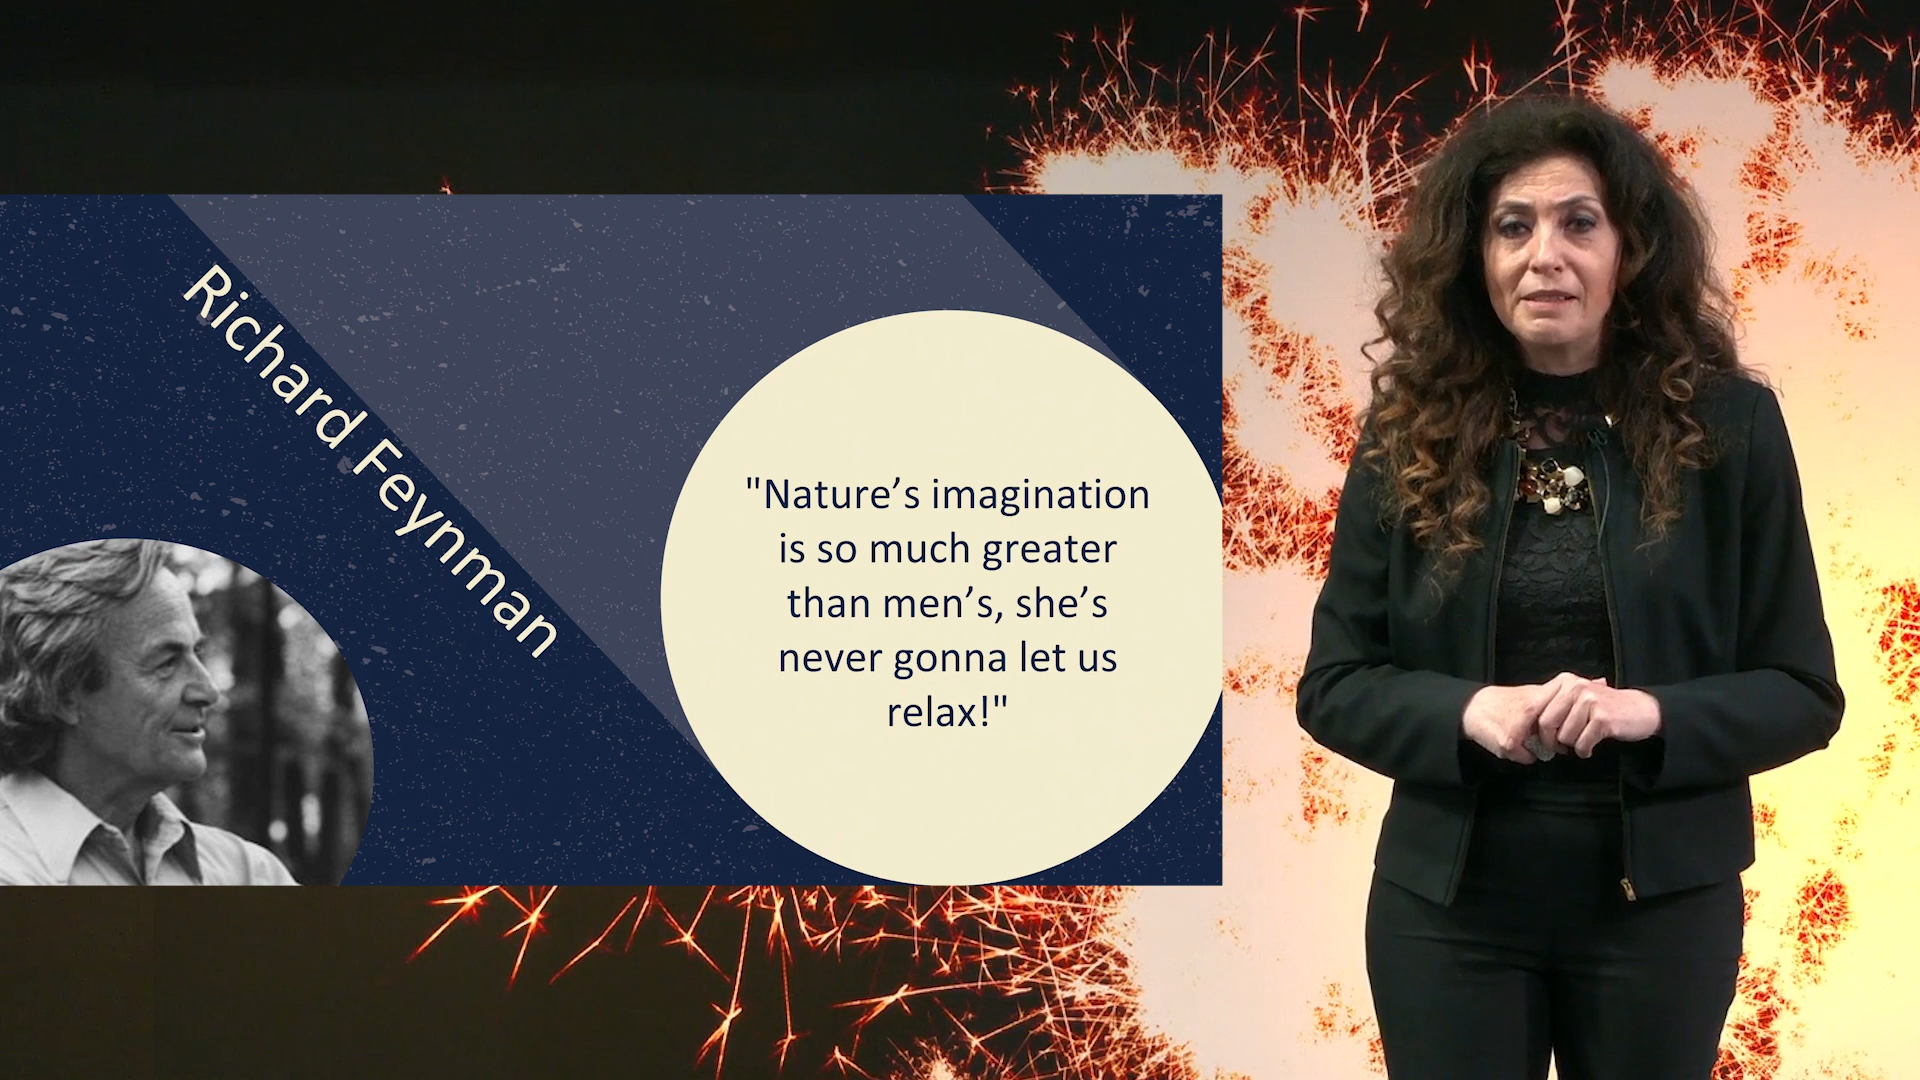 Richard Feynman
"Nature’s imagination
is so much greater
than men’s, she’s
never gonna let us
relax!"